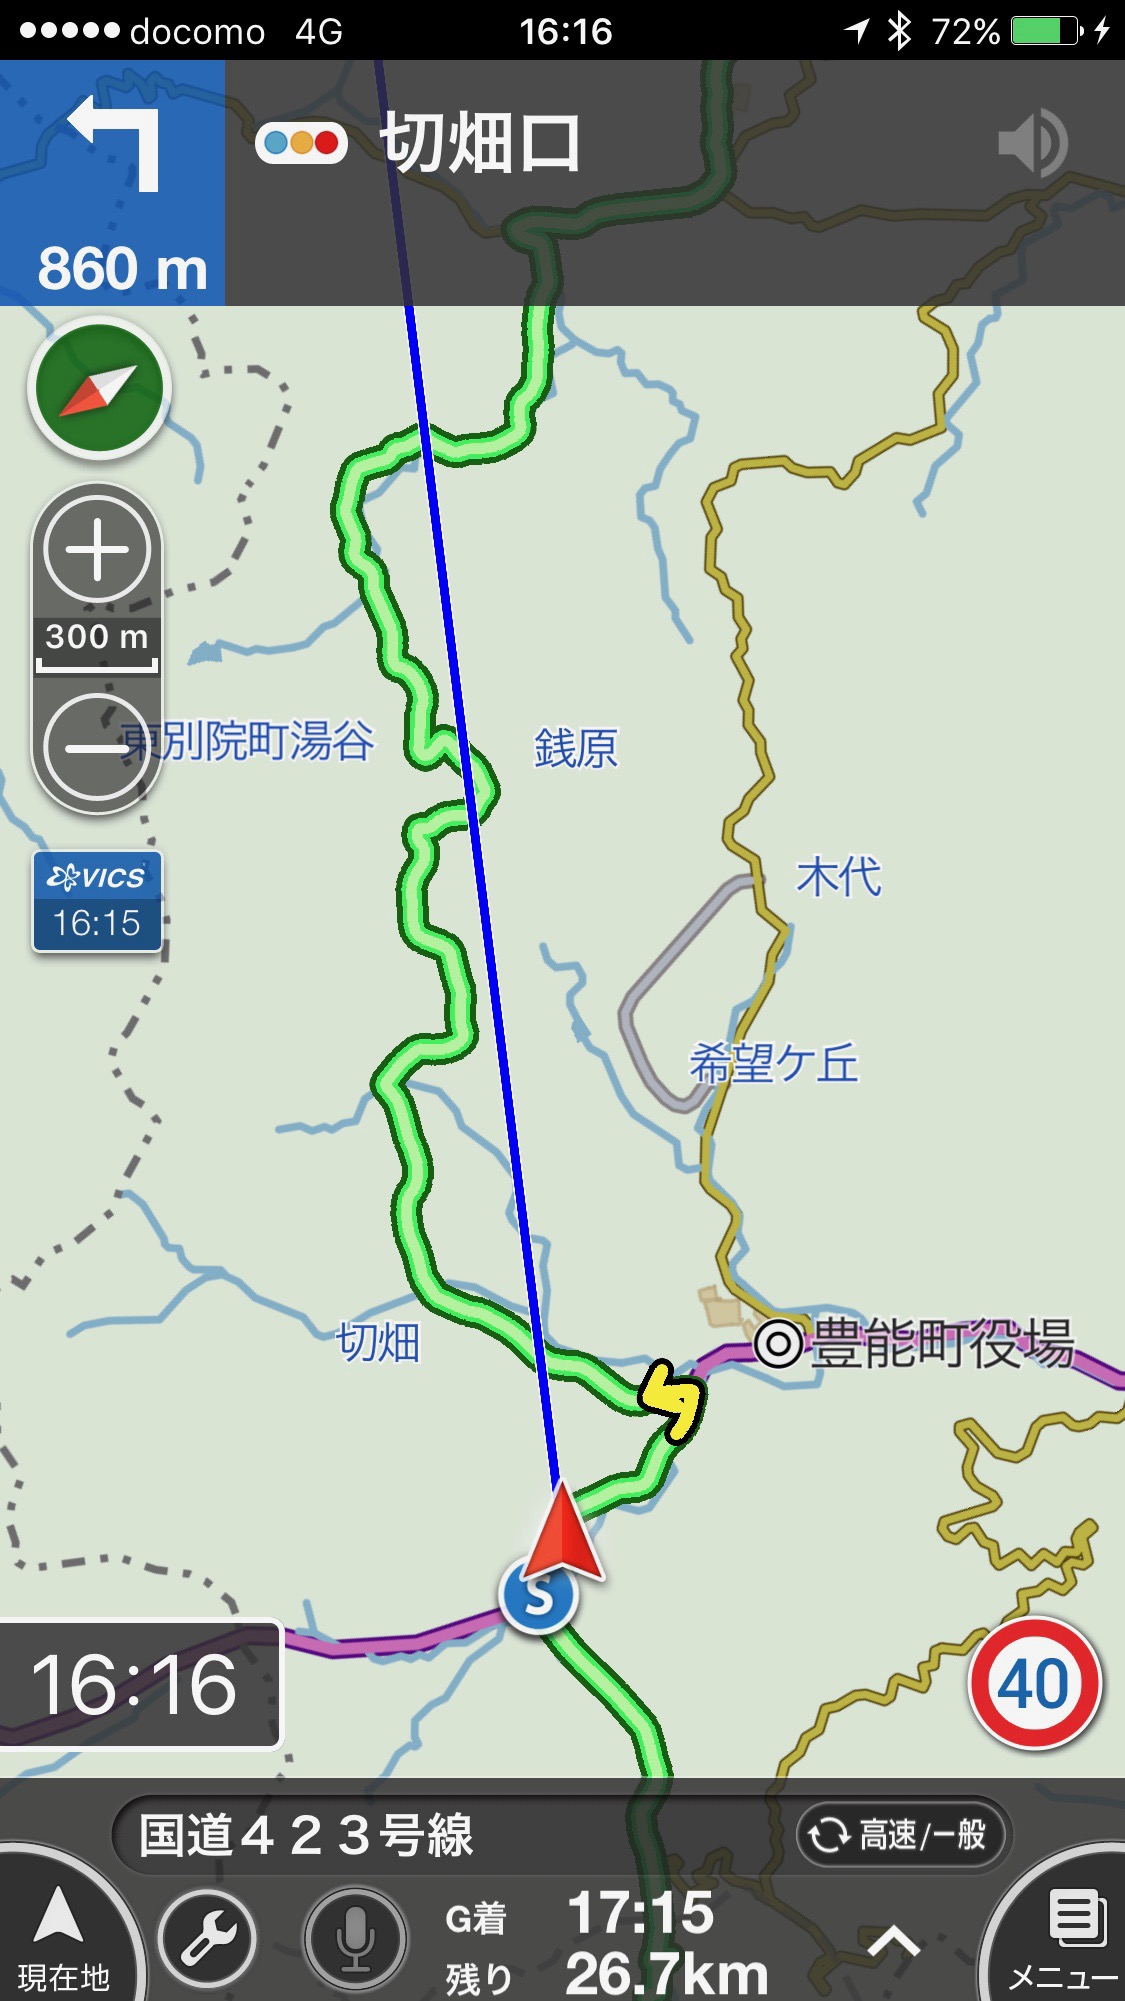 docomo 4G 16:16 72%
切畑口
860 m
300 m
東別院町湯谷
銭原
VICS
16:15
木代
希望ケ丘
切畑
豊能町役場
S
16:16
40
国道４２３号線
高速/一般
現在地
G着 17:15
残り 26.7km
メニュー